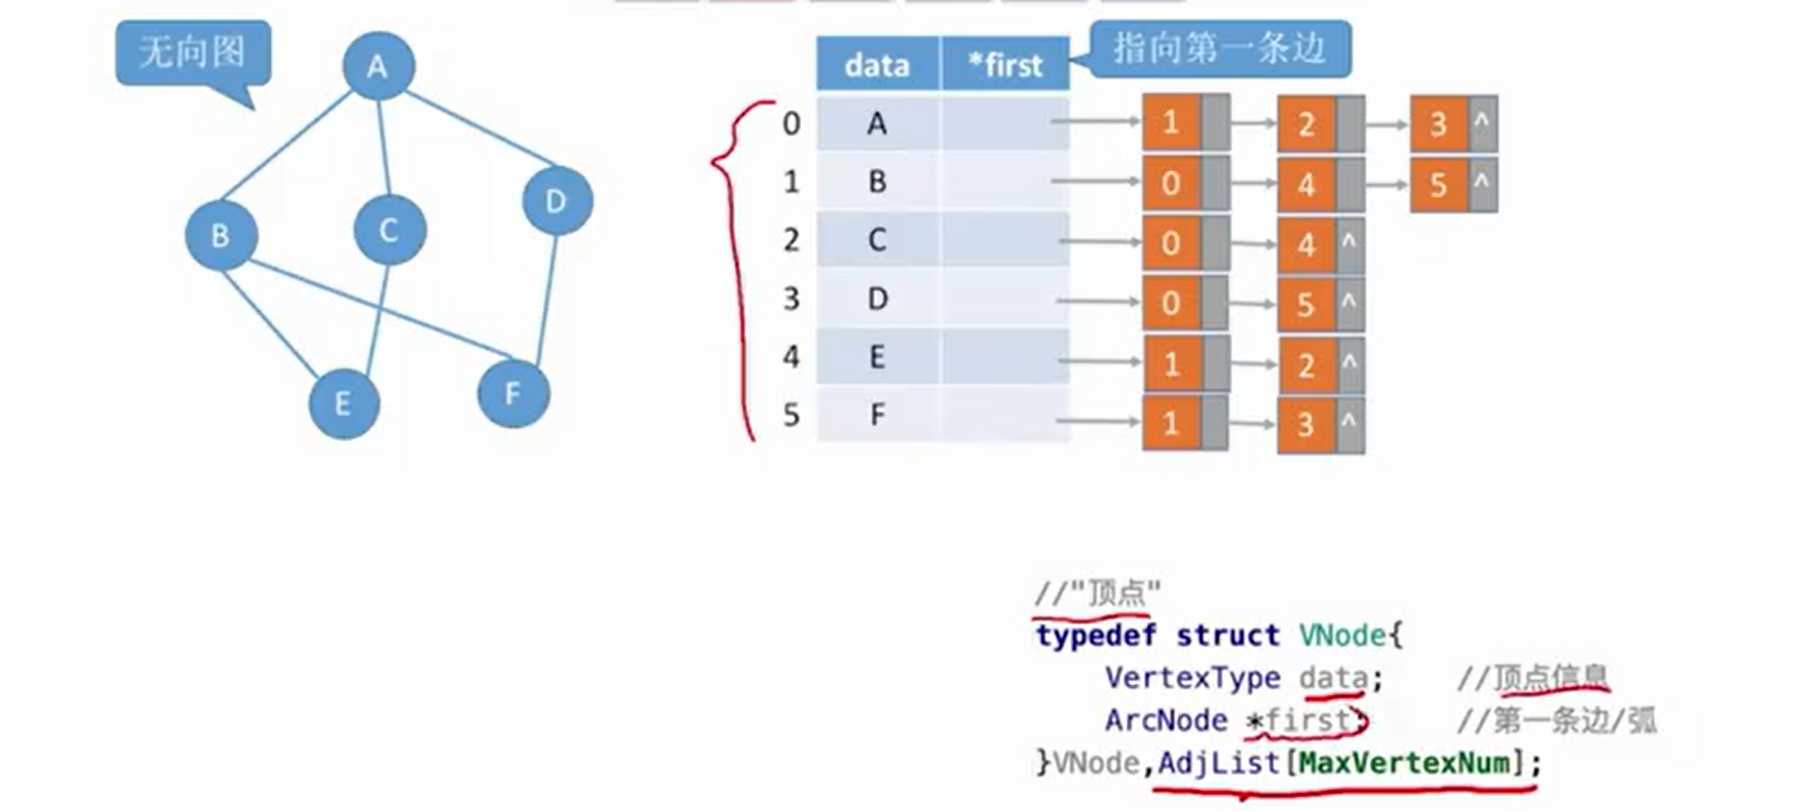 无向图
A
B
C
D
E
F
data *first
指向第一条边
0 A 1 2 3 ^
1 B 0 4 5 ^
2 C 0 4 ^
3 D 0 5 ^
4 E 1 2 ^
5 F 1 3 ^
//"顶点"
typedef struct VNode{
VertexType data; //顶点信息
ArcNode *first; //第一条边/弧
}VNode,AdjList[MaxVertexNum];